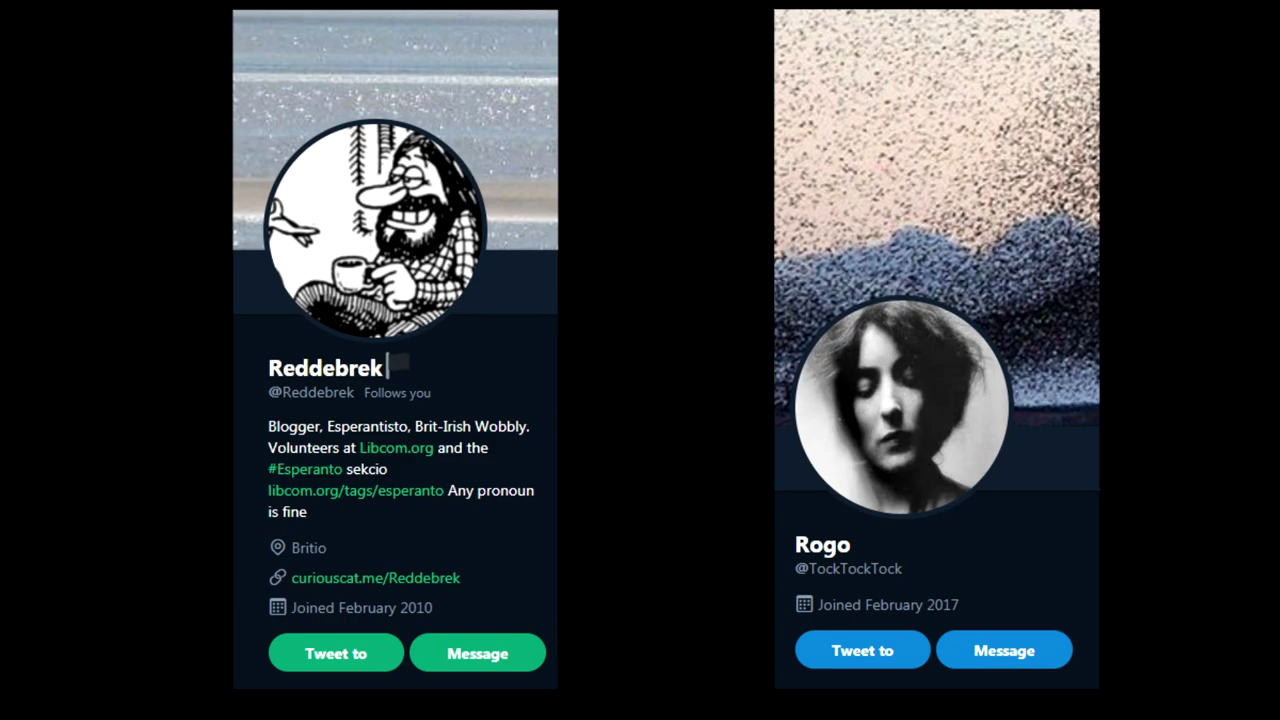 Reddebrek🏴
@Reddebrek Follows you
Blogger, Esperantisto, Brit-Irish Wobbly.
Volunteers at Libcom.org and the
#Esperanto sekcio
libcom.org/tags/esperanto Any pronoun
is fine
Britio
curiouscat.me/Reddebrek
Joined February 2010
Tweet to
Message
Rogo
@TockTockTock
Joined February 2017
Tweet to
Message